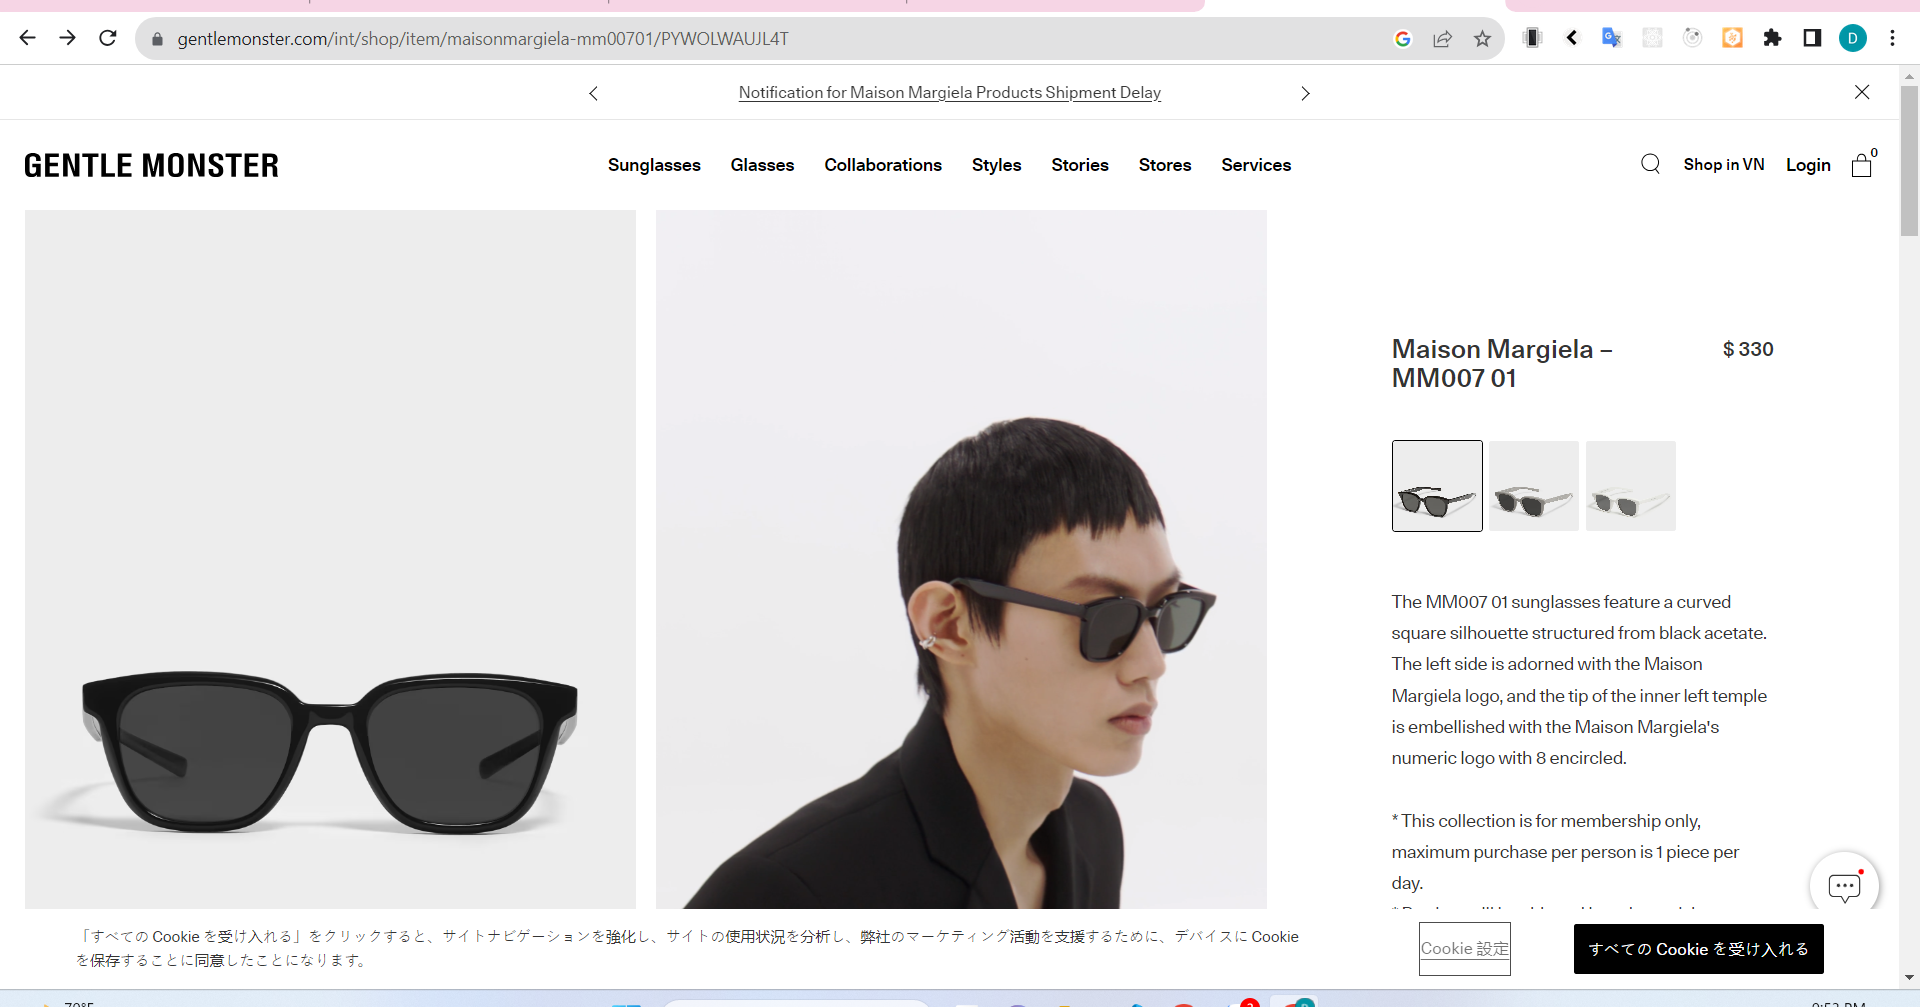 gentlemonster.com/int/shop/item/maisonmargiela-mm00701/PYWOLWAUJL4T
D
Notification for Maison Margiela Products Shipment Delay
GENTLE MONSTER
Sunglasses Glasses Collaborations Styles Stories Stores Services
Shop in VN Login 0
Maison Margiela –
MM007 01
$ 330
The MM007 01 sunglasses feature a curved
square silhouette structured from black acetate.
The left side is adorned with the Maison
Margiela logo, and the tip of the inner left temple
is embellished with the Maison Margiela's
numeric logo with 8 encircled.
* This collection is for membership only,
maximum purchase per person is 1 piece per
day.
「すべての Cookie を受け入れる」をクリックすると、サイトナビゲーションを強化し、サイトの使用状況を分析し、弊社のマーケティング活動を支援するために、デバイスに Cookie
を保存することに同意したことになります。
Cookie 設定
すべての Cookie を受け入れる